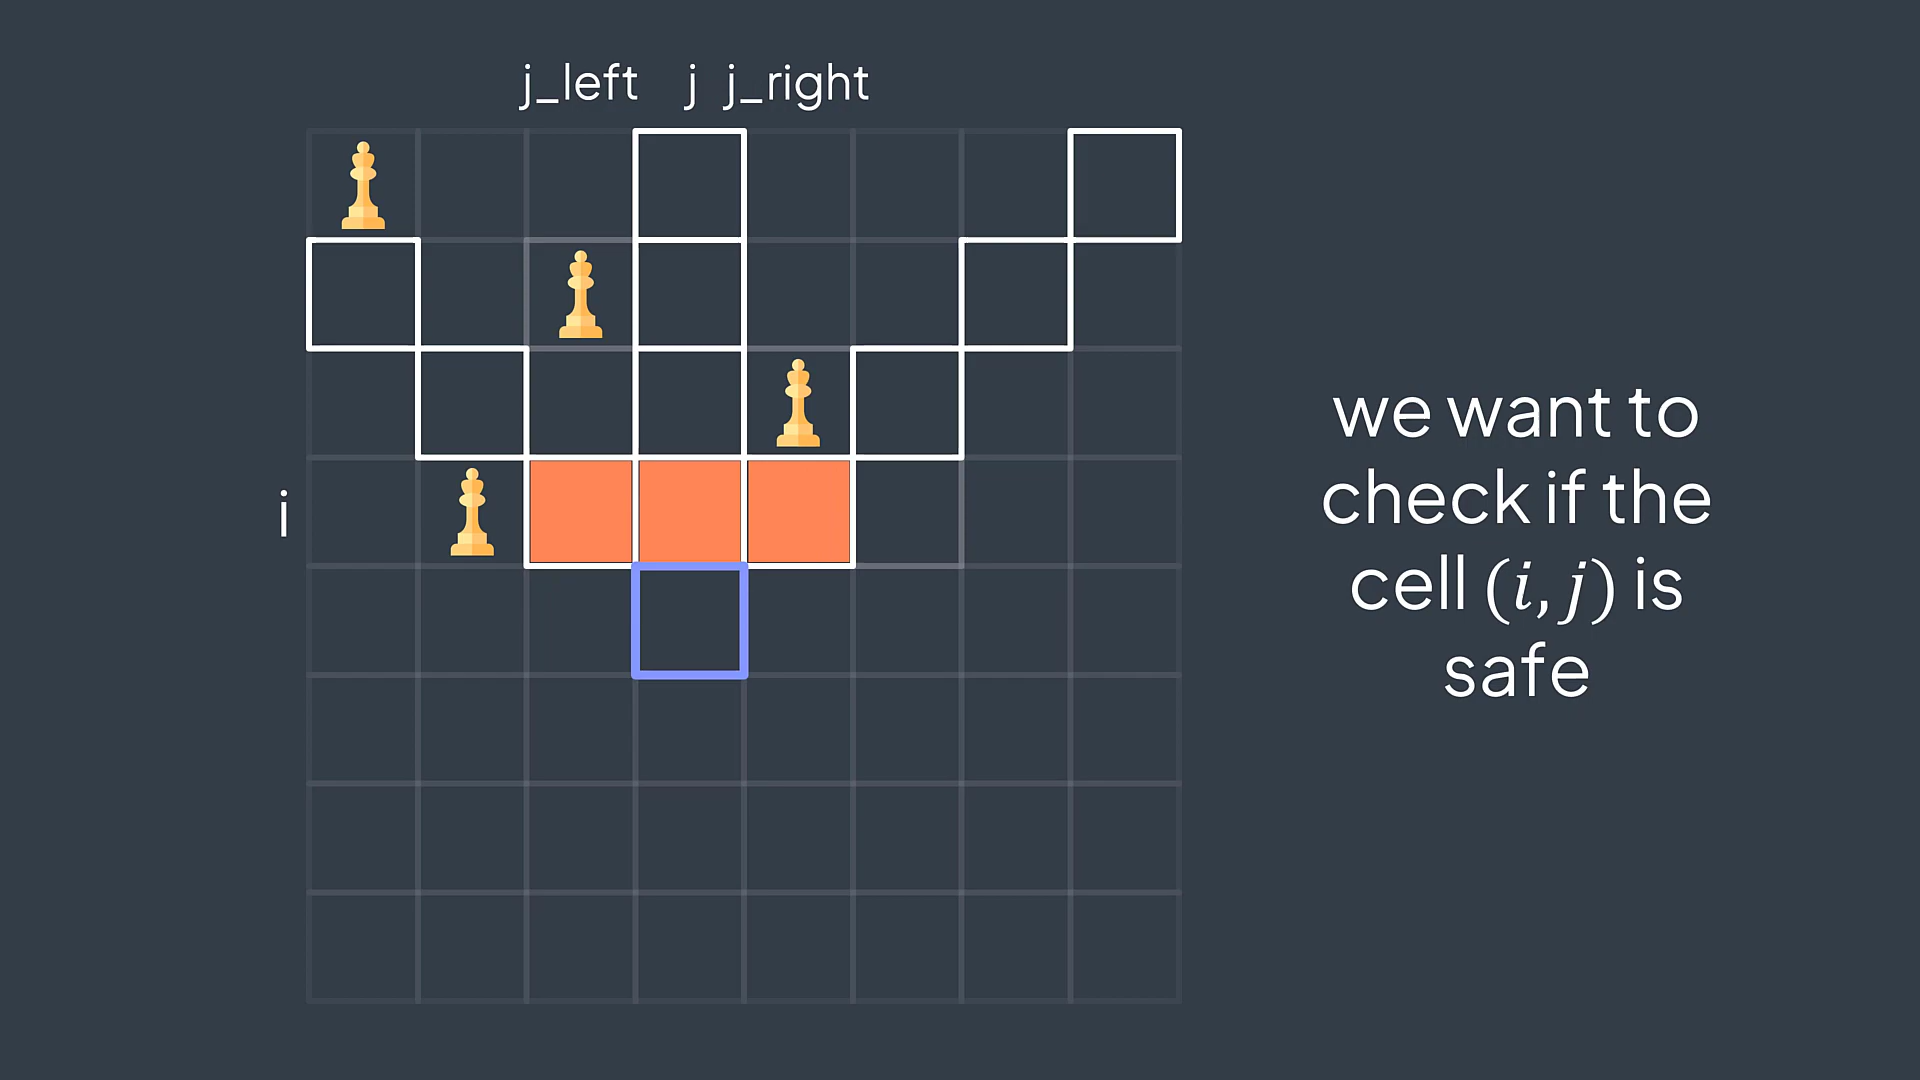 j_left j j_right
i
we want to
check if the
cell (i, j) is
safe